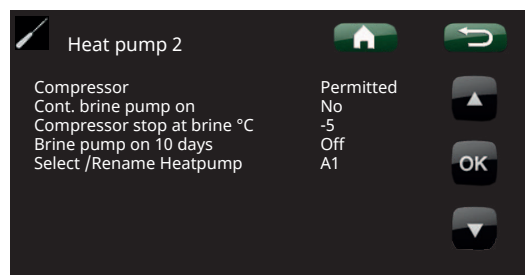 Heat pump 2
Compressor Permitted
Cont. brine pump on No
Compressor stop at brine °C -5
Brine pump on 10 days Off
Select /Rename Heatpump A1
OK